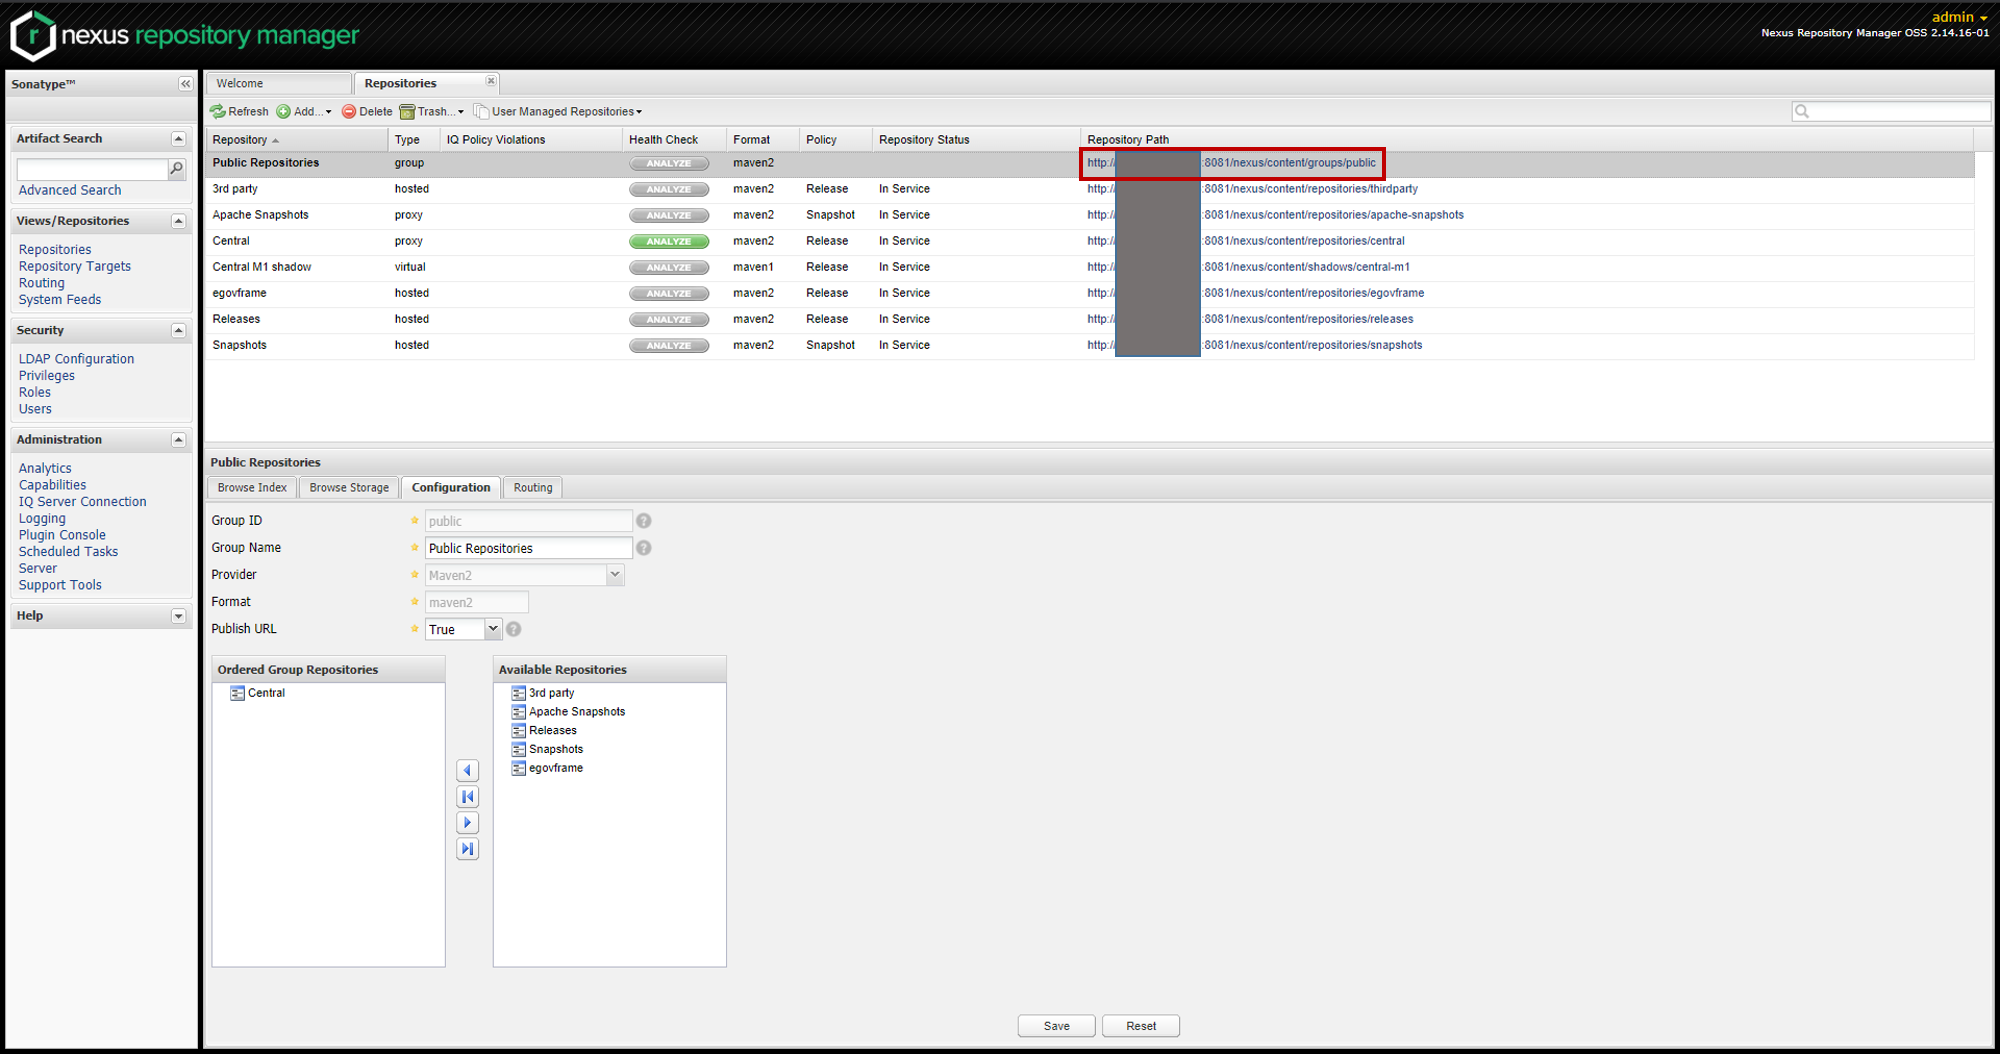 nexus repository manager
admin
Nexus Repository Manager OSS 2.14.16-01
Sonatype™
Welcome
Repositories
Refresh Add... Delete Trash... User Managed Repositories
Artifact Search
Advanced Search
Views/Repositories
Repositories
Repository Targets
Routing
System Feeds
Security
LDAP Configuration
Privileges
Roles
Users
Administration
Analytics
Capabilities
IQ Server Connection
Logging
Plugin Console
Scheduled Tasks
Server
Support Tools
Help
Repository Type IQ Policy Violations Health Check Format Policy Repository Status Repository Path
Public Repositories group ANALYZE maven2 http:// :8081/nexus/content/groups/public
3rd party hosted ANALYZE maven2 Release In Service http:// :8081/nexus/content/repositories/thirdparty
Apache Snapshots proxy ANALYZE maven2 Snapshot In Service http:// :8081/nexus/content/repositories/apache-snapshots
Central proxy ANALYZE maven2 Release In Service http:// :8081/nexus/content/repositories/central
Central M1 shadow virtual ANALYZE maven1 Release In Service http:// :8081/nexus/content/shadows/central-m1
egovframe hosted ANALYZE maven2 Release In Service http:// :8081/nexus/content/repositories/egovframe
Releases hosted ANALYZE maven2 Release In Service http:// :8081/nexus/content/repositories/releases
Snapshots hosted ANALYZE maven2 Snapshot In Service http:// :8081/nexus/content/repositories/snapshots
Public Repositories
Browse Index Browse Storage Configuration Routing
Group ID public
Group Name Public Repositories
Provider Maven2
Format maven2
Publish URL True
Ordered Group Repositories
Central
Available Repositories
3rd party
Apache Snapshots
Releases
Snapshots
egovframe
Save Reset